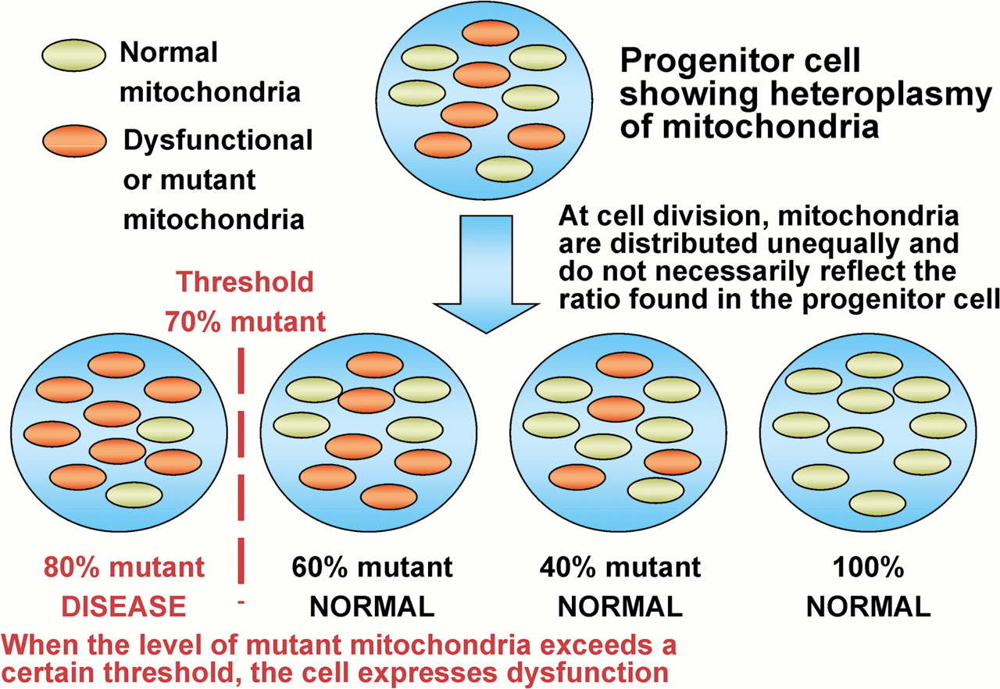 Normal
mitochondria
Dysfunctional
or mutant
mitochondria
Progenitor cell
showing heteroplasmy
of mitochondria
At cell division, mitochondria
are distributed unequally and
do not necessarily reflect the
ratio found in the progenitor cell
Threshold
70% mutant
80% mutant
DISEASE
-
60% mutant
NORMAL
40% mutant
NORMAL
100%
NORMAL
When the level of mutant mitochondria exceeds a
certain threshold, the cell expresses dysfunction